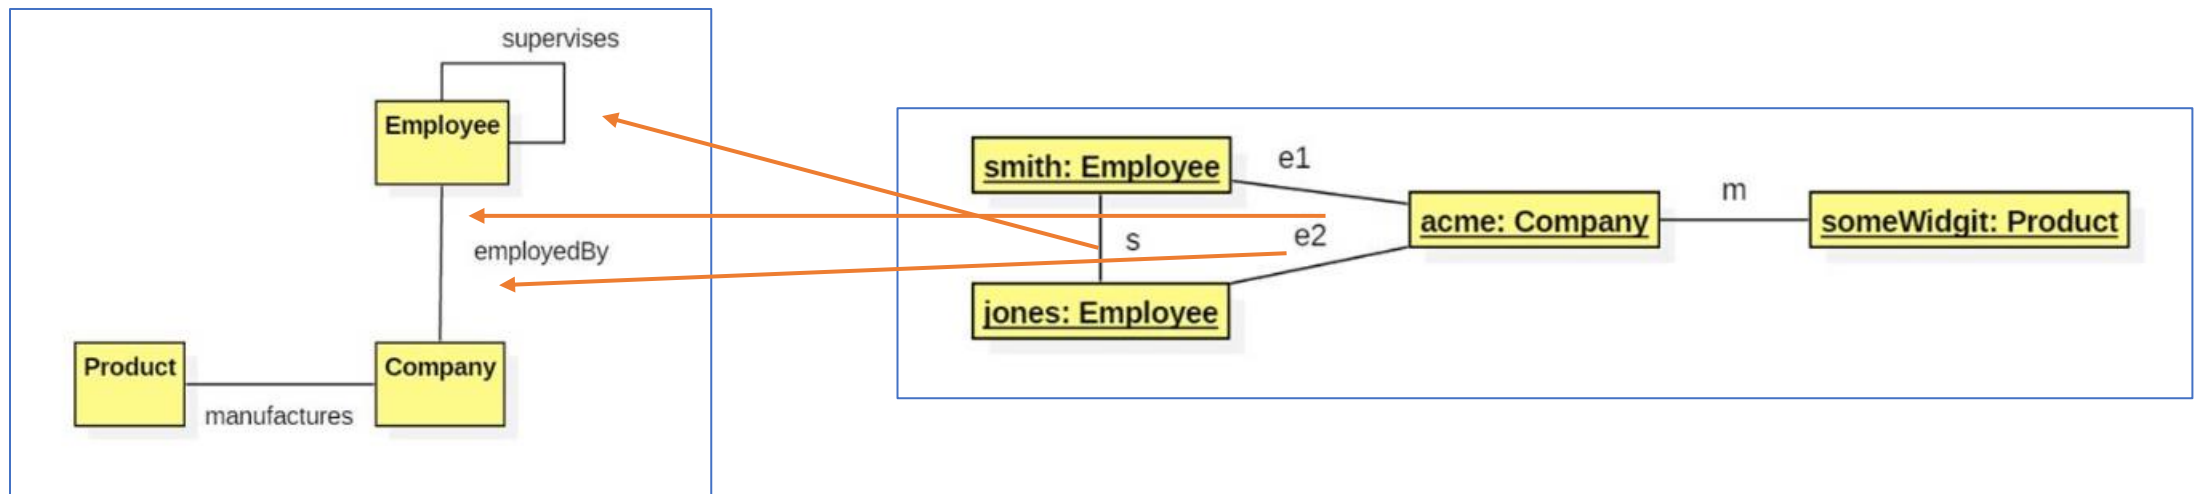 supervises
Employee
employedBy
Product
Company
manufactures
smith: Employee
e1
m
acme: Company
someWidgit: Product
s
e2
jones: Employee